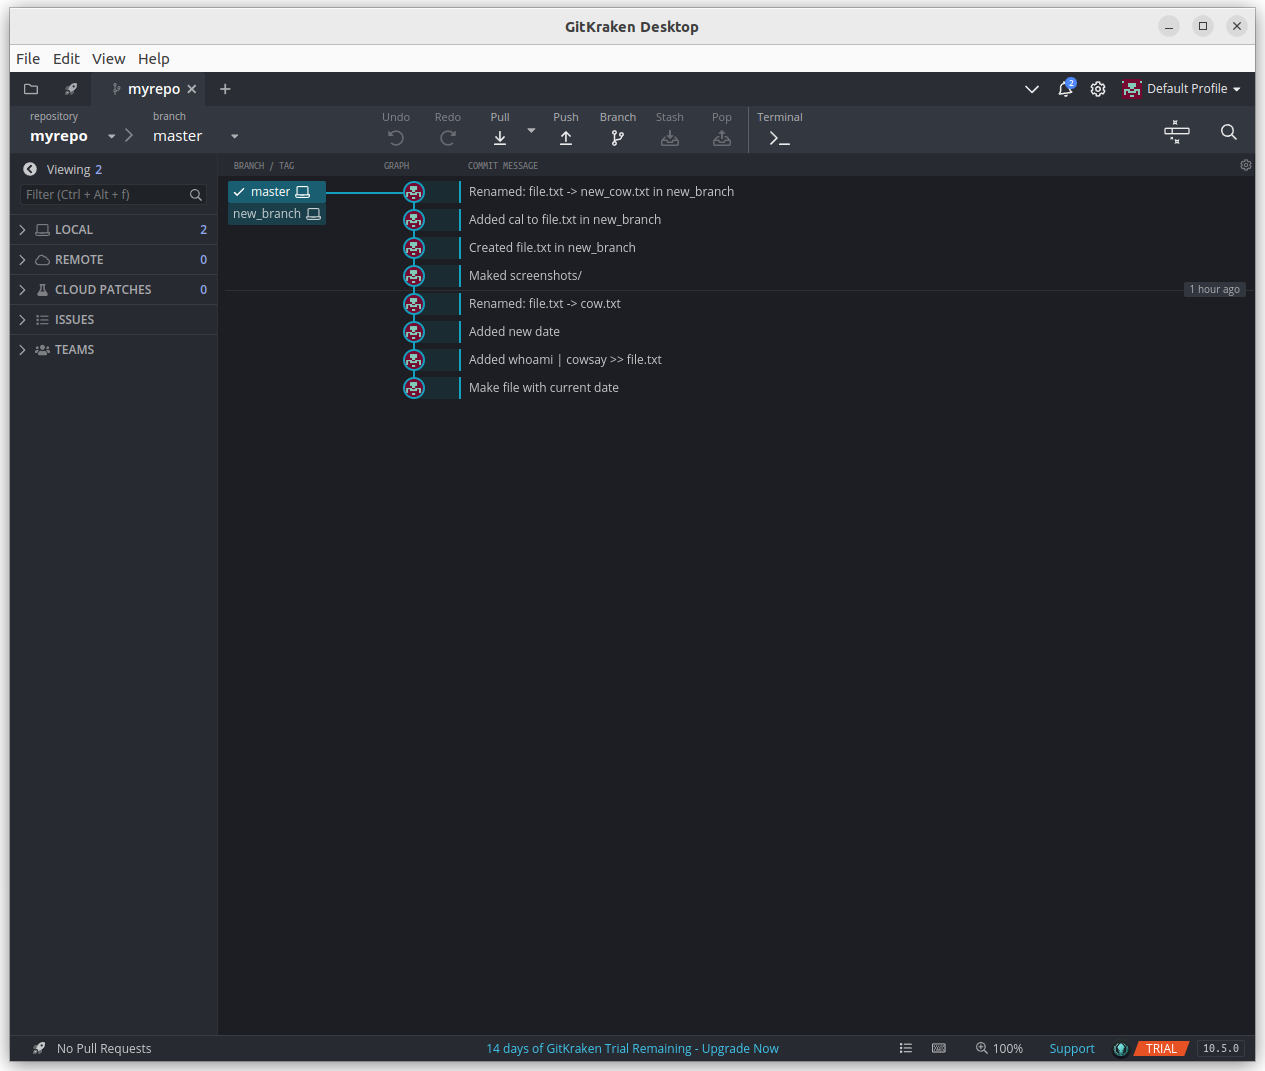 GitKraken Desktop
File Edit View Help
myrepo
2
Default Profile
repository
myrepo
branch
master
Undo
Redo
Pull
Push
Branch
Stash
Pop
Terminal
Viewing 2
Filter (Ctrl + Alt + f)
LOCAL 2
REMOTE 0
CLOUD PATCHES 0
ISSUES
TEAMS
BRANCH / TAG GRAPH COMMIT MESSAGE
master Renamed: file.txt -> new_cow.txt in new_branch
new_branch
Added cal to file.txt in new_branch
Created file.txt in new_branch
Maked screenshots/
1 hour ago
Renamed: file.txt -> cow.txt
Added new date
Added whoami | cowsay >> file.txt
Make file with current date
No Pull Requests
14 days of GitKraken Trial Remaining - Upgrade Now
100%
Support
TRIAL
10.5.0